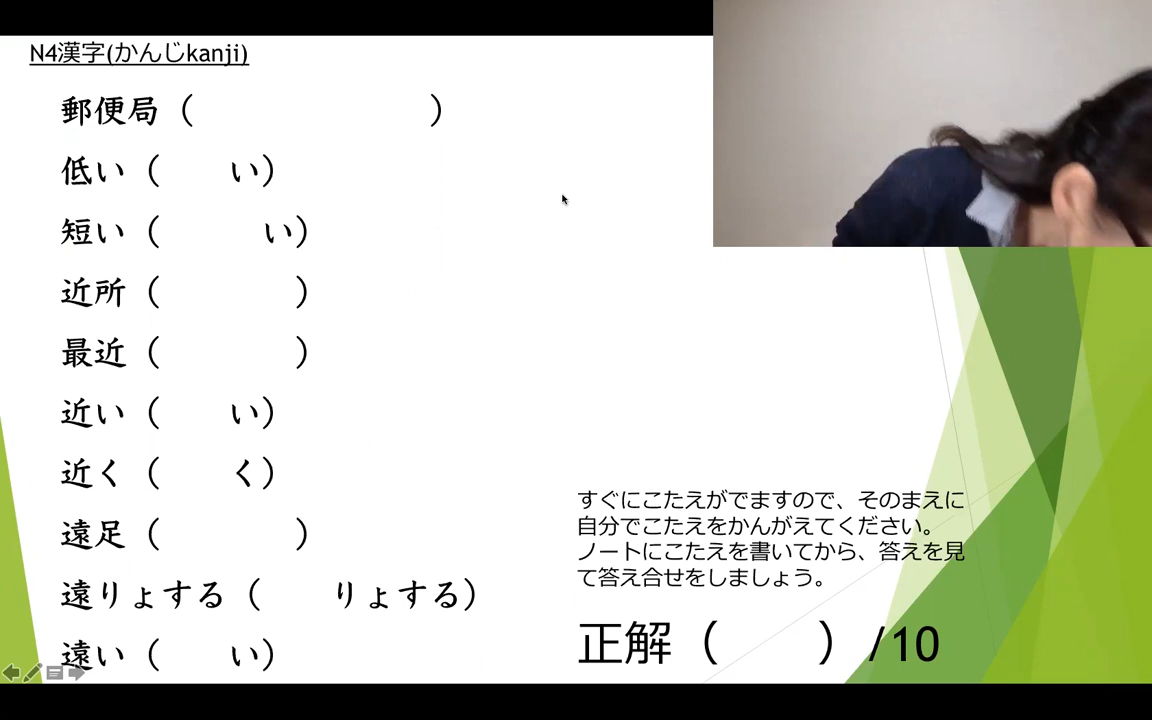 N4漢字(かんじkanji)
郵便局（　　　　　　　）
低い（　　い）
短い（　　　い）
近所（　　　　）
最近（　　　　）
近い（　　い）
近く（　　く）
遠足（　　　　）
遠りょする（　　りょする）
遠い（　　い）
すぐにこたえがでますので、そのまえに
自分でこたえをかんがえてください。
ノートにこたえを書いてから、答えを見
て答え合せをしましょう。
正解（　　）/10